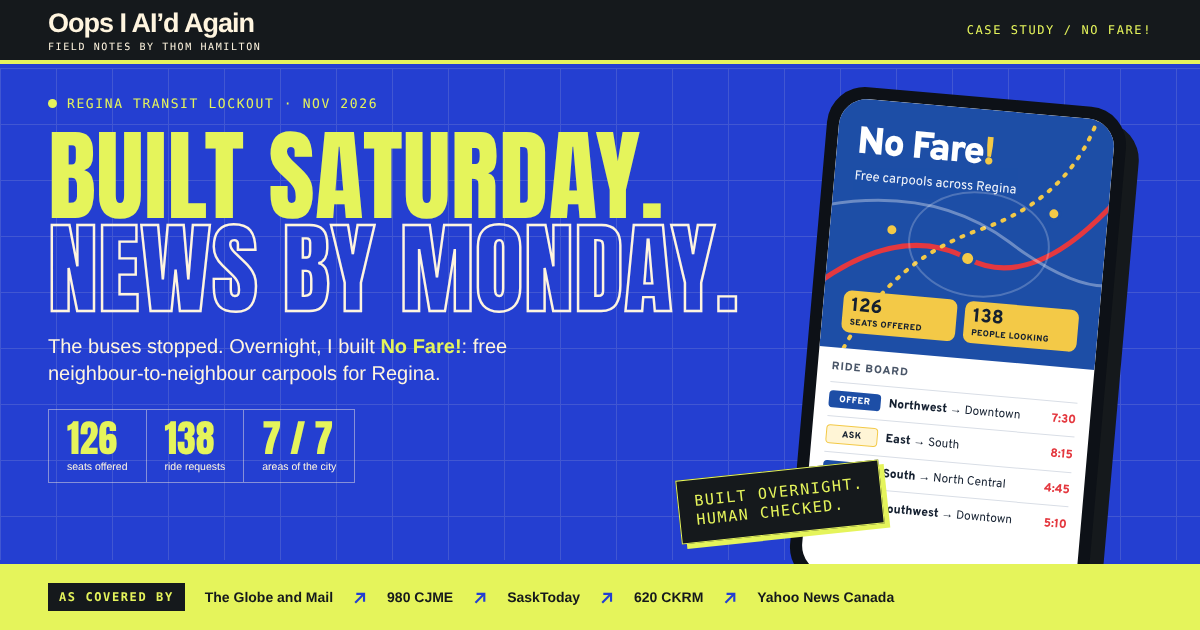 Oops I AI’d Again
FIELD NOTES BY THOM HAMILTON
CASE STUDY / NO FARE!
REGINA TRANSIT LOCKOUT · NOV 2026
BUILT SATURDAY.
NEWS BY MONDAY.
The buses stopped. Overnight, I built No Fare!: free
neighbour-to-neighbour carpools for Regina.
126
seats offered
138
ride requests
7 / 7
areas of the city
No Fare!
Free carpools across Regina
126
SEATS OFFERED
138
PEOPLE LOOKING
RIDE BOARD
OFFER Northwest → Downtown 7:30
ASK East → South 8:15
South → North Central 4:45
outhwest → Downtown 5:10
BUILT OVERNIGHT.
HUMAN CHECKED.
AS COVERED BY The Globe and Mail ↗ 980 CJME ↗ SaskToday ↗ 620 CKRM ↗ Yahoo News Canada